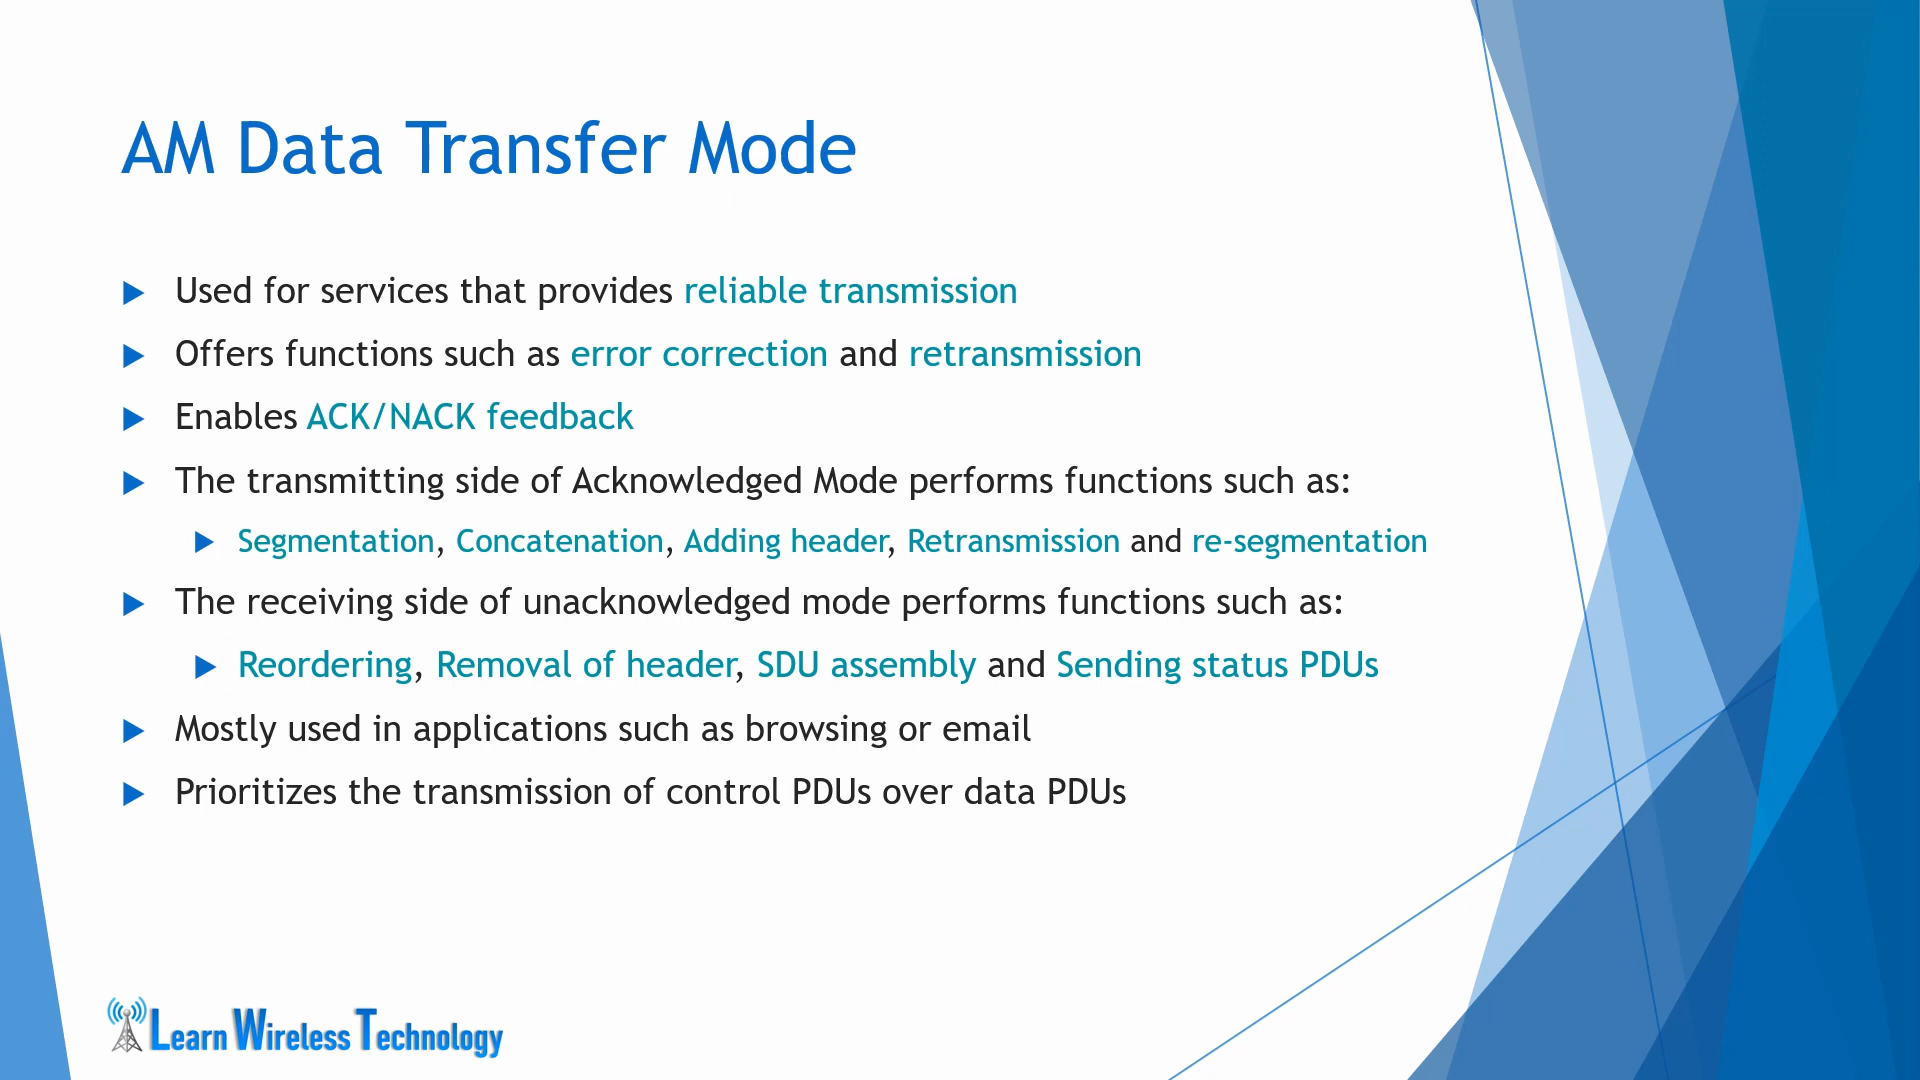 AM Data Transfer Mode
Used for services that provides reliable transmission
Offers functions such as error correction and retransmission
Enables ACK/NACK feedback
The transmitting side of Acknowledged Mode performs functions such as:
Segmentation, Concatenation, Adding header, Retransmission and re-segmentation
The receiving side of unacknowledged mode performs functions such as:
Reordering, Removal of header, SDU assembly and Sending status PDUs
Mostly used in applications such as browsing or email
Prioritizes the transmission of control PDUs over data PDUs
Learn Wireless Technology